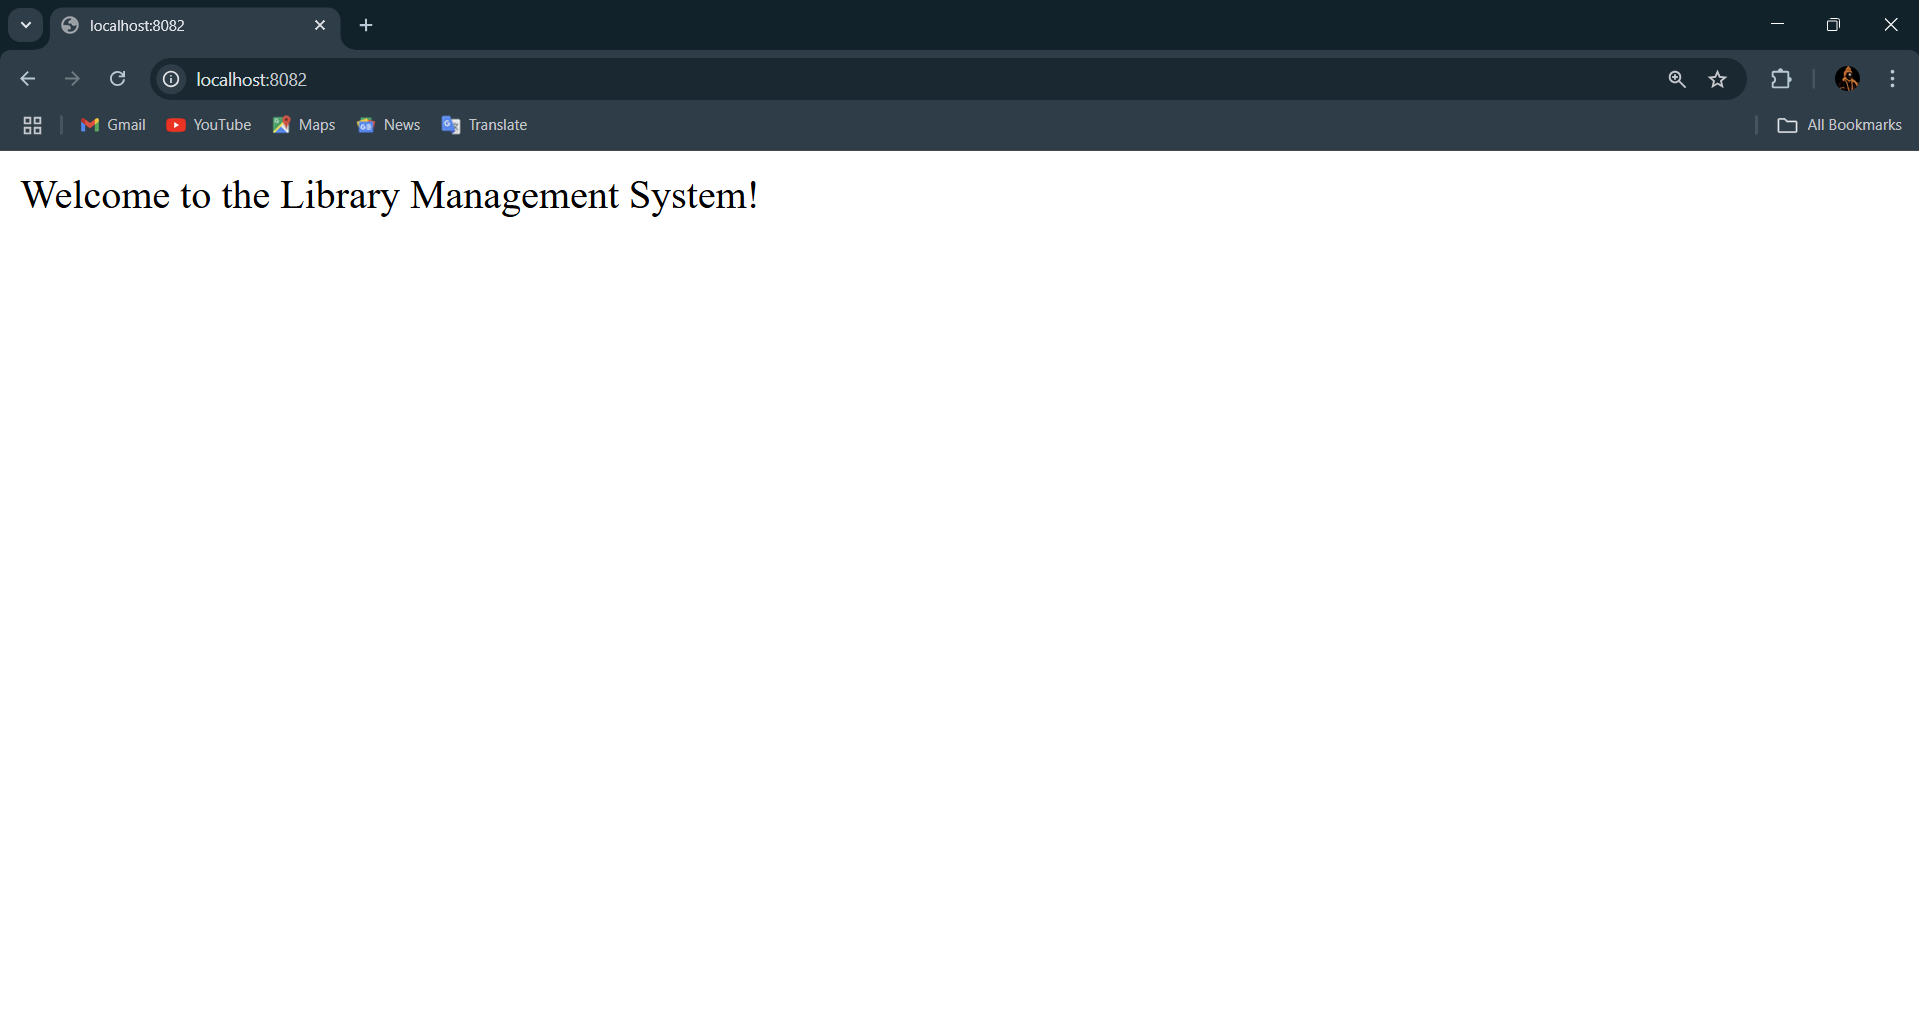 localhost:8082
localhost:8082
Gmail
YouTube
Maps
News
Translate
All Bookmarks
Welcome to the Library Management System!